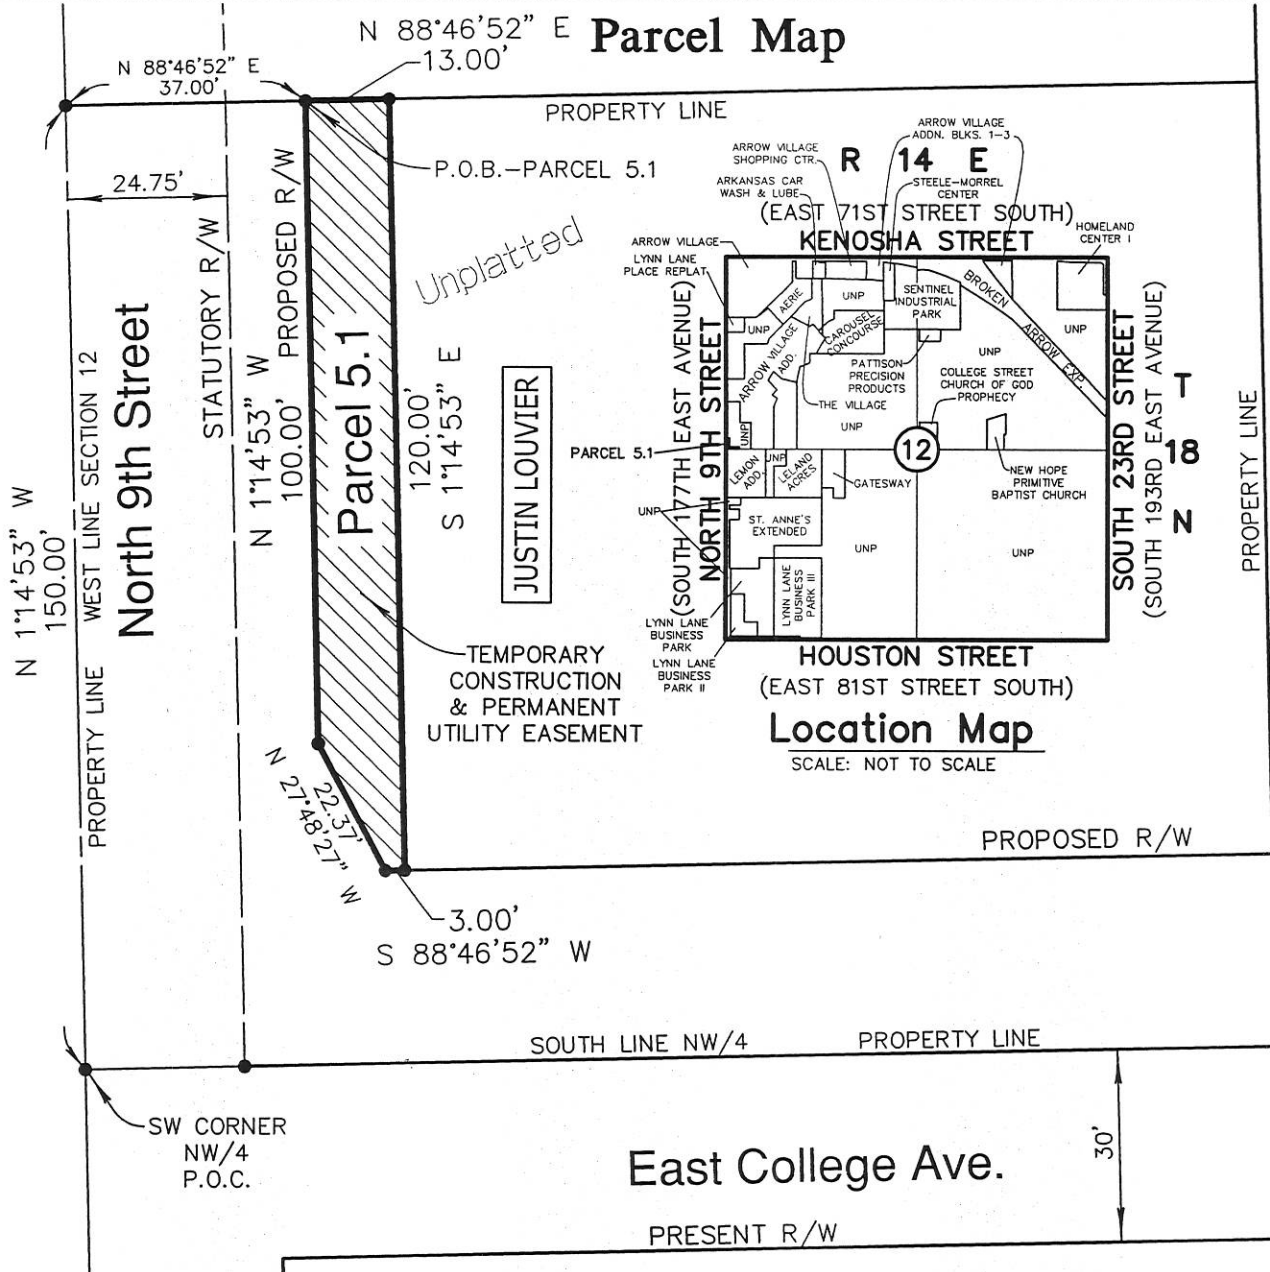 Parcel Map
N 88°46'52" E
13.00'
N 88°46'52" E
37.00'
PROPERTY LINE
P.O.B.-PARCEL 5.1
24.75'
Unplatted
STATUTORY R/W
PROPOSED R/W
N 1°14'53" W
100.00'
Parcel 5.1
120.00'
S 1°14'53" E
JUSTIN LOUVIER
North 9th Street
WEST LINE SECTION 12
PROPERTY LINE
N 1°14'53" W
150.00'
TEMPORARY
CONSTRUCTION
& PERMANENT
UTILITY EASEMENT
N 27°48'27" W
22.37'
3.00'
S 88°46'52" W
PROPOSED R/W
PROPERTY LINE
SOUTH LINE NW/4
PROPERTY LINE
SW CORNER
NW/4
P.O.C.
East College Ave.
30'
PRESENT R/W
R 14 E
(EAST 71ST STREET SOUTH)
KENOSHA STREET
ARROW VILLAGE
ADDN. BLKS. 1-3
ARROW VILLAGE
SHOPPING CTR.
ARKANSAS CAR
WASH & LUBE
STEELE-MORREL
CENTER
HOMELAND
CENTER I
ARROW VILLAGE
LYNN LANE
PLACE REPLAT
UNP
AERIE
UNP
SENTINEL
INDUSTRIAL
PARK
BROKEN ARROW EXP.
UNP
ARROW VILLAGE
ADD.
CAROUSEL
CONCOURSE
UNP
PATTISON
PRECISION
PRODUCTS
COLLEGE STREET
CHURCH OF GOD
PROPHECY
THE VILLAGE
UNP
UNP
PARCEL 5.1
12
LEMON
ADD.
UNP
LELAND
ACRES
GATESWAY
NEW HOPE
PRIMITIVE
BAPTIST CHURCH
UNP
ST. ANNE'S
EXTENDED
UNP
UNP
LYNN LANE
BUSINESS
PARK III
LYNN LANE
BUSINESS
PARK
LYNN LANE
BUSINESS
PARK II
(SOUTH 177TH EAST AVENUE)
NORTH 9TH STREET
SOUTH 23RD STREET
(SOUTH 193RD EAST AVENUE)
T
18
N
HOUSTON STREET
(EAST 81ST STREET SOUTH)
Location Map
SCALE: NOT TO SCALE